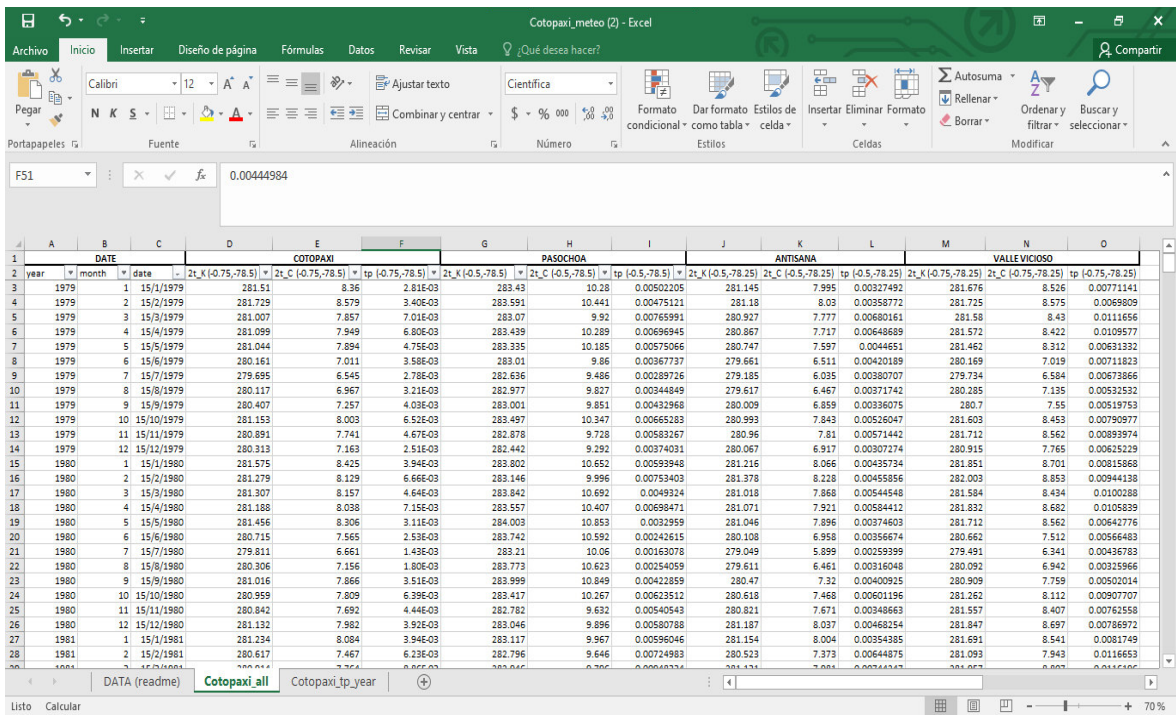 Cotopaxi_meteo (2) - Excel
Archivo Inicio Insertar Diseño de página Fórmulas Datos Revisar Vista ¿Qué desea hacer? Compartir
Pegar
Calibri 12 A A
N K S
Ajustar texto
Combinar y centrar
Científica
$ % 000
Formato condicional
Dar formato como tabla
Estilos de celda
Insertar Eliminar Formato
Autosuma
Rellenar
Borrar
Ordenar y filtrar
Buscar y seleccionar
Portapapeles Fuente Alineación Número Estilos Celdas Modificar
F51 fx 0.00444984
A B C D E F G H I J K L M N O
1 DATE COTOPAXI PASOCHOA ANTISANA VALLE VICIOSO
2 year month date 2t_K (-0.75,-78.5) 2t_C (-0.75,-78.5) tp (-0.75,-78.5) 2t_K (-0.5,-78.5) 2t_C (-0.5,-78.5) tp (-0.5,-78.5) 2t_K (-0.5,-78.25) 2t_C (-0.5,-78.25) tp (-0.5,-78.25) 2t_K (-0.75,-78.25) 2t_C (-0.75,-78.25) tp (-0.75,-78.25)
3 1979 1 15/1/1979 281.51 8.36 2.81E-03 283.43 10.28 0.00502205 281.145 7.995 0.00327492 281.676 8.526 0.00771141
4 1979 2 15/2/1979 281.729 8.579 3.40E-03 283.591 10.441 0.00475121 281.18 8.03 0.00358772 281.725 8.575 0.0069809
5 1979 3 15/3/1979 281.007 7.857 7.01E-03 283.07 9.92 0.00765991 280.927 7.777 0.00680161 281.58 8.43 0.0111656
6 1979 4 15/4/1979 281.099 7.949 6.80E-03 283.439 10.289 0.00696945 280.867 7.717 0.00648689 281.572 8.422 0.0109577
7 1979 5 15/5/1979 281.044 7.894 4.75E-03 283.335 10.185 0.00575066 280.747 7.597 0.0044651 281.462 8.312 0.00631332
8 1979 6 15/6/1979 280.161 7.011 3.58E-03 283.01 9.86 0.00367737 279.661 6.511 0.00420189 280.169 7.019 0.00711823
9 1979 7 15/7/1979 279.695 6.545 2.78E-03 282.636 9.486 0.00289726 279.185 6.035 0.00380707 279.734 6.584 0.00673866
10 1979 8 15/8/1979 280.117 6.967 3.21E-03 282.977 9.827 0.00344849 279.617 6.467 0.00371742 280.285 7.135 0.00532532
11 1979 9 15/9/1979 280.407 7.257 4.03E-03 283.001 9.851 0.00432968 280.009 6.859 0.00336075 280.7 7.55 0.00519753
12 1979 10 15/10/1979 281.153 8.003 6.52E-03 283.497 10.347 0.00665283 280.993 7.843 0.00526047 281.603 8.453 0.00790977
13 1979 11 15/11/1979 280.891 7.741 4.67E-03 282.878 9.728 0.00583267 280.96 7.81 0.00571442 281.712 8.562 0.00893974
14 1979 12 15/12/1979 280.313 7.163 2.51E-03 282.442 9.292 0.00374031 280.067 6.917 0.00307274 280.915 7.765 0.00625229
15 1980 1 15/1/1980 281.575 8.425 3.94E-03 283.802 10.652 0.00593948 281.216 8.066 0.00435734 281.851 8.701 0.00815868
16 1980 2 15/2/1980 281.279 8.129 6.66E-03 283.146 9.996 0.00753403 281.378 8.228 0.00455856 282.003 8.853 0.00944138
17 1980 3 15/3/1980 281.307 8.157 4.64E-03 283.842 10.692 0.0049324 281.018 7.868 0.00544548 281.584 8.434 0.0100288
18 1980 4 15/4/1980 281.188 8.038 7.15E-03 283.557 10.407 0.00698471 281.071 7.921 0.00584412 281.832 8.682 0.0105839
19 1980 5 15/5/1980 281.456 8.306 3.11E-03 284.003 10.853 0.0032959 281.046 7.896 0.00374603 281.712 8.562 0.00642776
20 1980 6 15/6/1980 280.715 7.565 2.53E-03 283.742 10.592 0.00242615 280.108 6.958 0.00356674 280.662 7.512 0.00566483
21 1980 7 15/7/1980 279.811 6.661 1.43E-03 283.21 10.06 0.00163078 279.049 5.899 0.00259399 279.491 6.341 0.00436783
22 1980 8 15/8/1980 280.306 7.156 1.80E-03 283.773 10.623 0.00254059 279.611 6.461 0.00316048 280.092 6.942 0.00325966
23 1980 9 15/9/1980 281.016 7.866 3.51E-03 283.999 10.849 0.00422859 280.47 7.32 0.00400925 280.909 7.759 0.00502014
24 1980 10 15/10/1980 280.959 7.809 6.39E-03 283.417 10.267 0.00623512 280.618 7.468 0.00601196 281.262 8.112 0.00907707
25 1980 11 15/11/1980 280.842 7.692 4.44E-03 282.782 9.632 0.00540543 280.821 7.671 0.00348663 281.557 8.407 0.00762558
26 1980 12 15/12/1980 281.132 7.982 3.92E-03 283.046 9.896 0.00580788 281.187 8.037 0.00468254 281.847 8.697 0.00786972
27 1981 1 15/1/1981 281.234 8.084 3.94E-03 283.117 9.967 0.00596046 281.154 8.004 0.00354385 281.691 8.541 0.0081749
28 1981 2 15/2/1981 280.617 7.467 6.23E-03 282.796 9.646 0.00724983 280.523 7.373 0.00644875 281.093 7.943 0.0116653
DATA (readme) Cotopaxi_all Cotopaxi_tp_year
Listo Calcular 70%